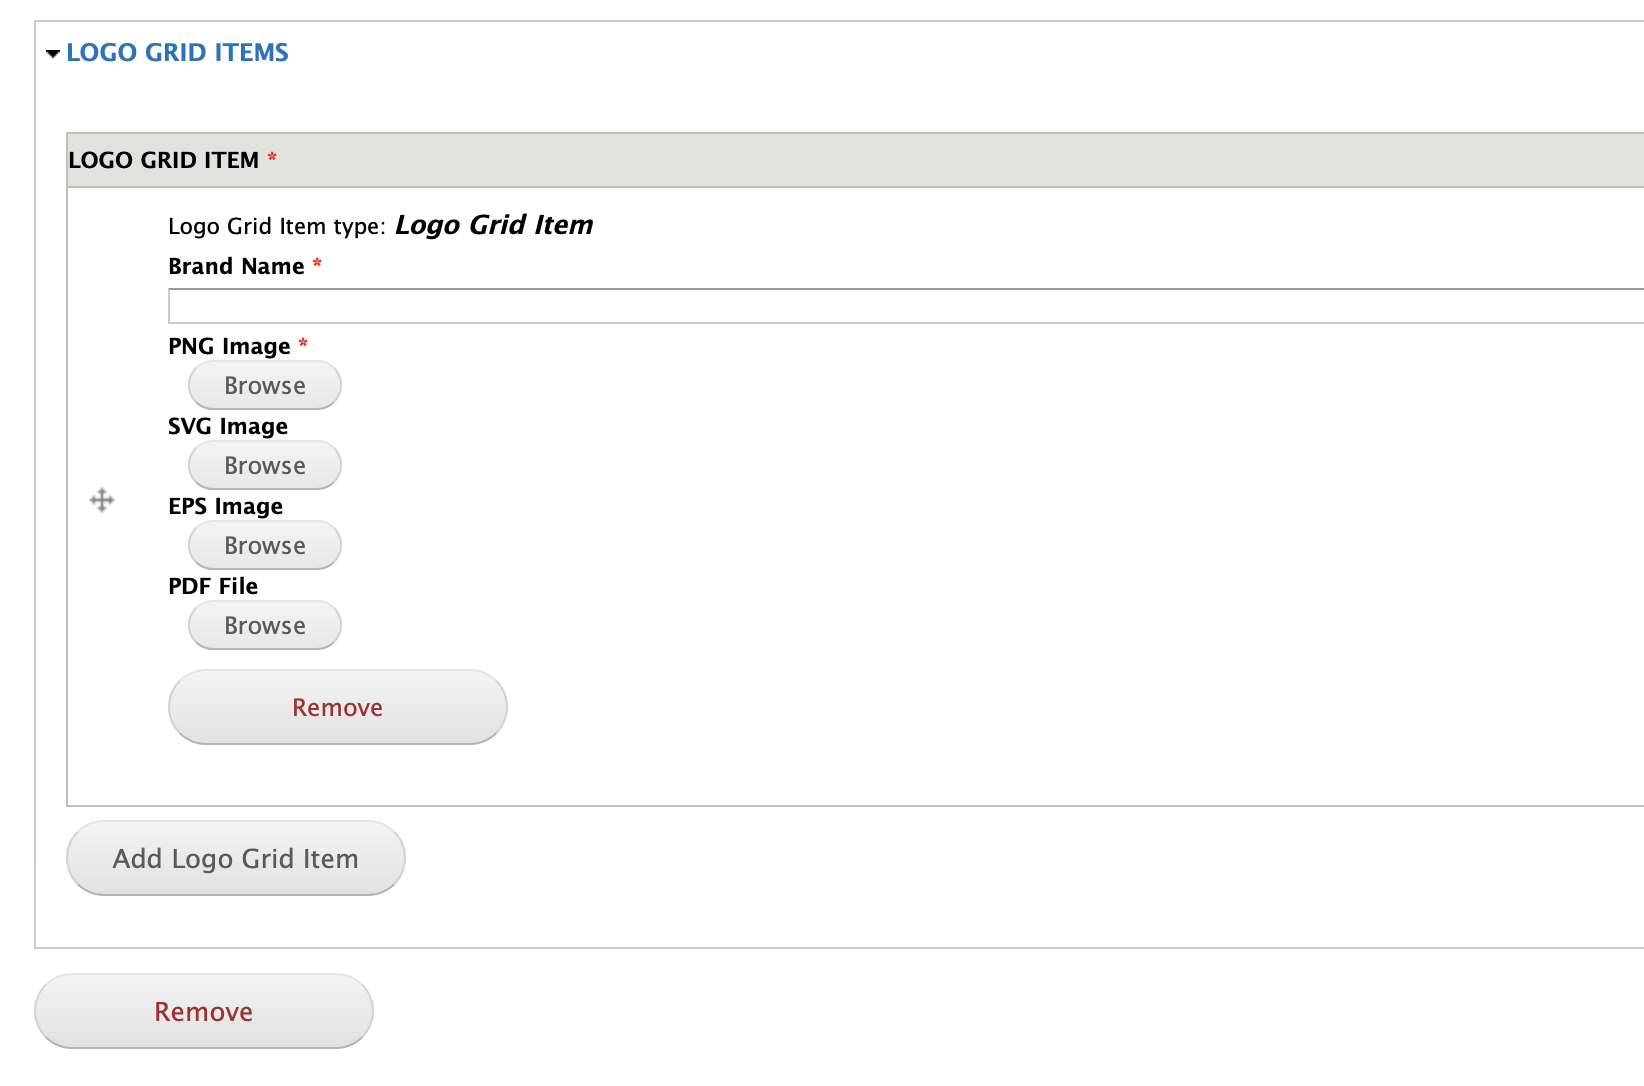 LOGO GRID ITEMS
LOGO GRID ITEM *
Logo Grid Item type: Logo Grid Item
Brand Name *
PNG Image *
Browse
SVG Image
Browse
EPS Image
Browse
PDF File
Browse
Remove
Add Logo Grid Item
Remove